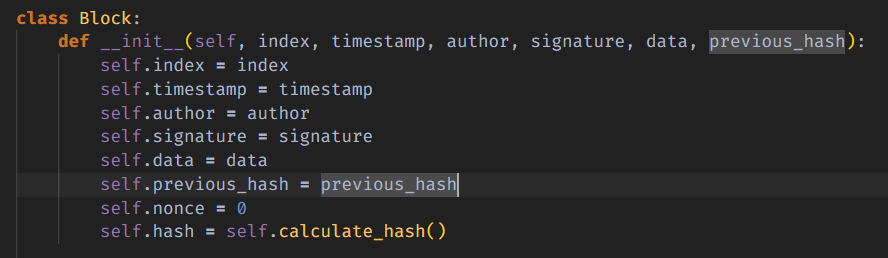 class Block:
    def __init__(self, index, timestamp, author, signature, data, previous_hash):
        self.index = index
        self.timestamp = timestamp
        self.author = author
        self.signature = signature
        self.data = data
        self.previous_hash = previous_hash
        self.nonce = 0
        self.hash = self.calculate_hash()